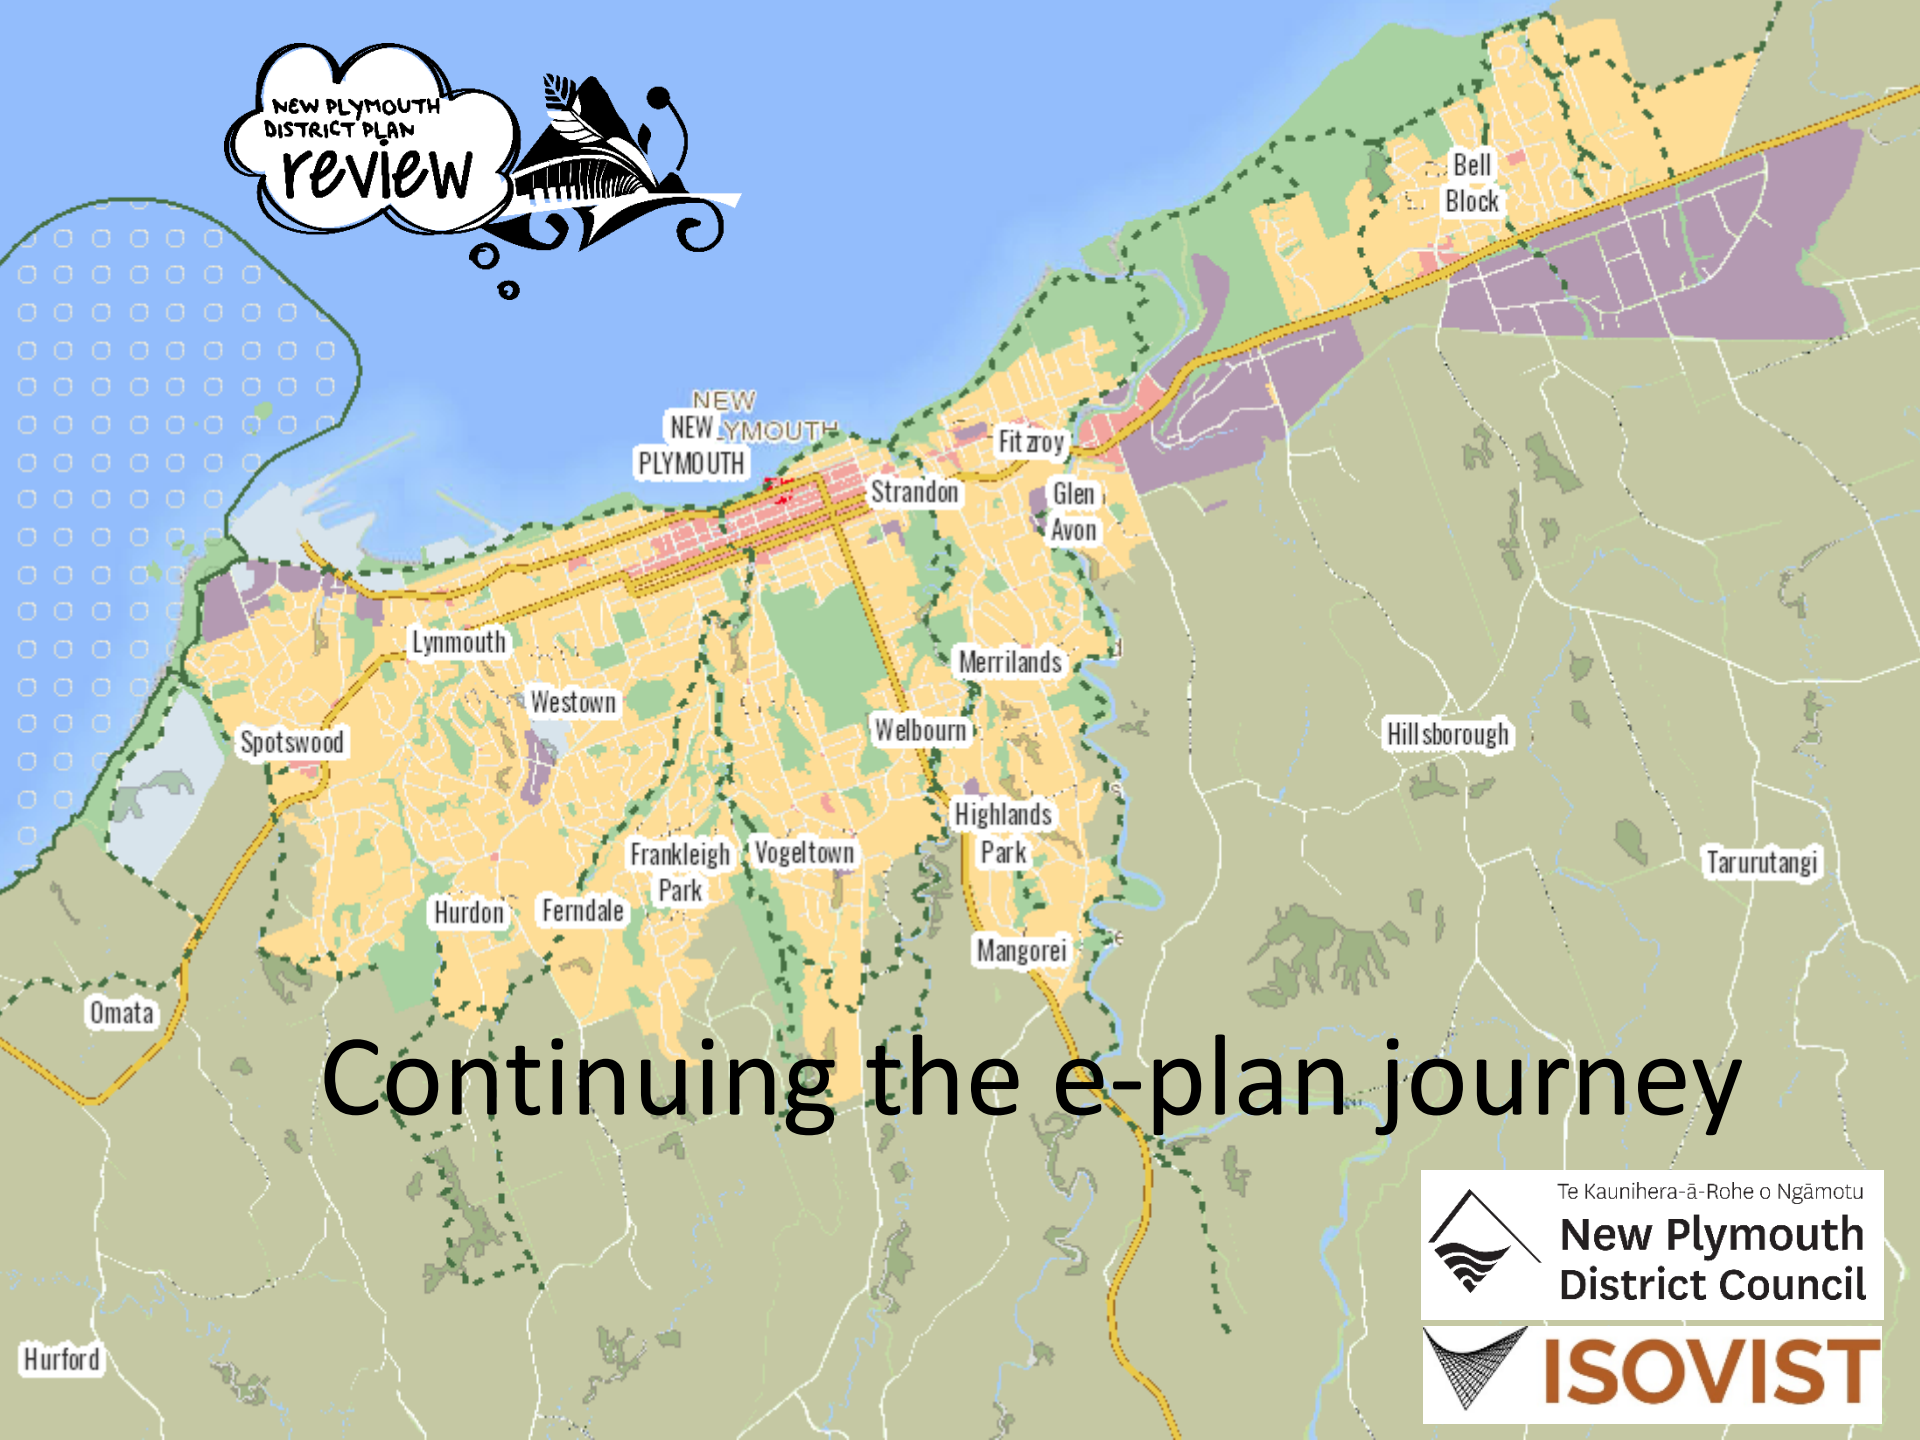 NEW PLYMOUTH
DISTRICT PLAN
review
Bell
Block
NEW
NEW YMOUTH
PLYMOUTH
Fitzroy
Strandon
Glen
Avon
Lynmouth
Merrilands
Westown
Welbourn
Spotswood
Hillsborough
Highlands
Park
Frankleigh
Park
Vogeltown
Tarurutangi
Hurdon
Ferndale
Mangorei
Omata
Continuing the e-plan journey
Te Kaunihera-ā-Rohe o Ngāmotu
New Plymouth
District Council
Hurford
ISOVIST